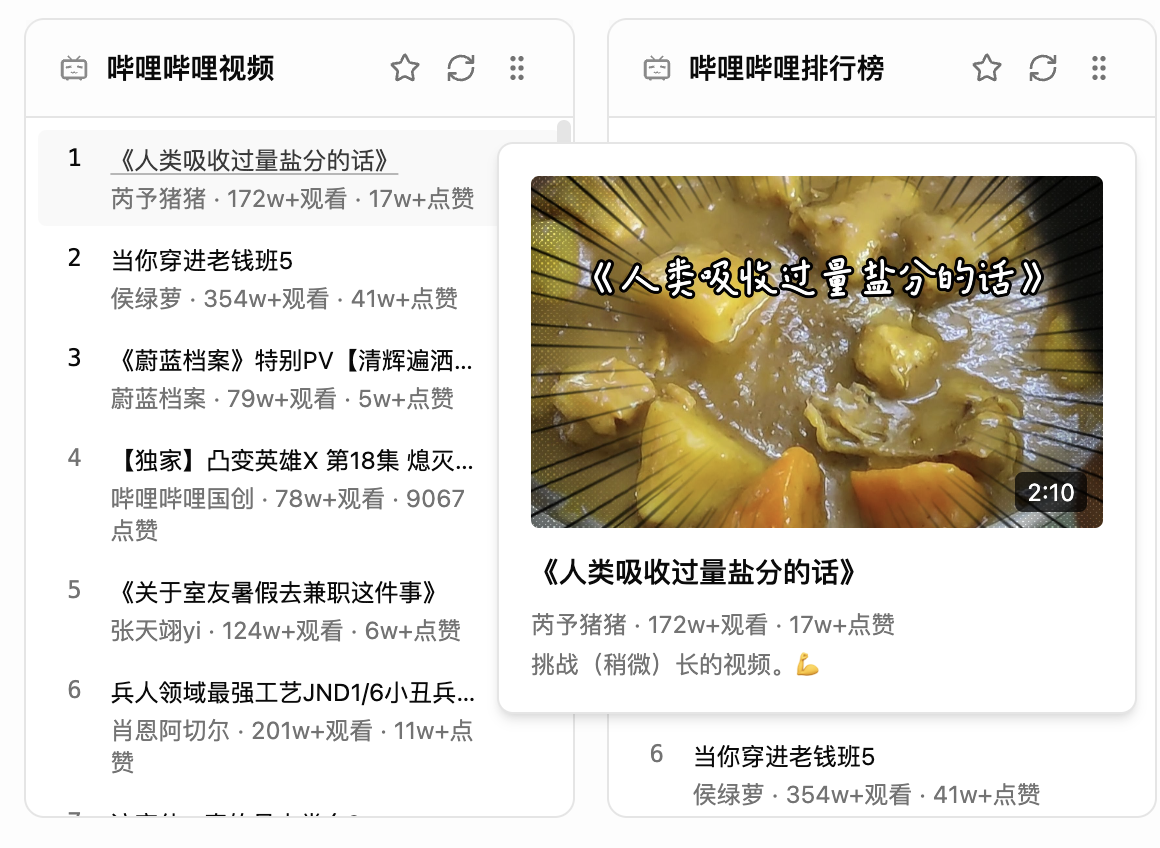 哔哩哔哩视频
1
《人类吸收过量盐分的话》
芮予猪猪 · 172w+观看 · 17w+点赞
2
当你穿进老钱班5
侯绿萝 · 354w+观看 · 41w+点赞
3
《蔚蓝档案》特别PV【清辉遍洒...
蔚蓝档案 · 79w+观看 · 5w+点赞
4
【独家】凸变英雄X 第18集 熄灭...
哔哩哔哩国创 · 78w+观看 · 9067
点赞
5
《关于室友暑假去兼职这件事》
张天翊yi · 124w+观看 · 6w+点赞
6
兵人领域最强工艺JND1/6小丑兵...
肖恩阿切尔 · 201w+观看 · 11w+点
赞
哔哩哔哩排行榜
《人类吸收过量盐分的话》
2:10
《人类吸收过量盐分的话》
芮予猪猪 · 172w+观看 · 17w+点赞
挑战（稍微）长的视频。💪
6
当你穿进老钱班5
侯绿萝 · 354w+观看 · 41w+点赞